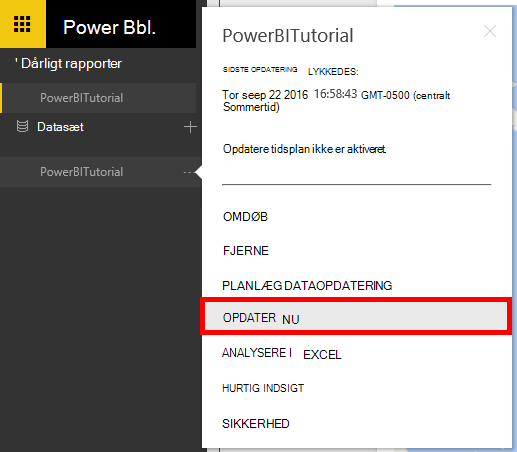 Power Bbl.
' Dårligt rapporter
PowerBITutorial
Datasæt
PowerBITutorial
PowerBITutorial
SIDSTE OPDATERING LYKKEDES:
Tor seep 22 2016 16:58:43 GMT-0500 (centralt
Sommertid)
Opdatere tidsplan ikke er aktiveret.
OMDØB
FJERNE
PLANLÆG DATAOPDATERING
OPDATER NU
ANALYSERE I EXCEL
HURTIG INDSIGT
SIKKERHED